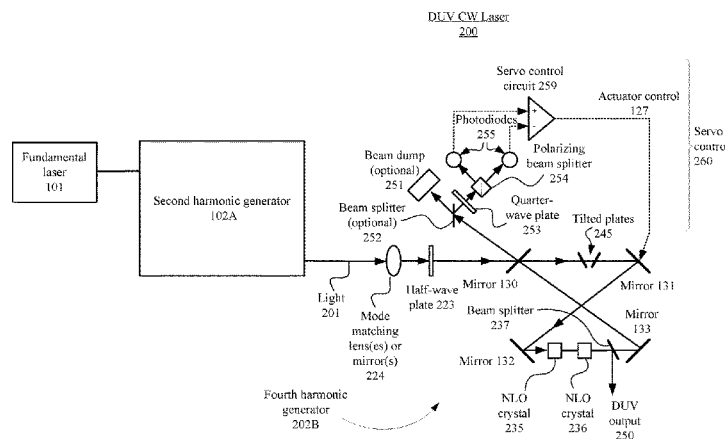 DUV CW Laser
200
Servo control
circuit 259
Actuator control
127
Photodiodes
255
Servo
control
260
Beam dump
(optional)
251
Polarizing
beam splitter
254
Fundamental
laser
101
Second harmonic generator
102A
Beam splitter
(optional)
252
Quarter-
wave plate
253
Tilted plates
245
Light
201
Half-wave
plate 223
Mirror 130
Mirror 131
Mode
matching
lens(es) or
mirror(s)
224
Beam splitter
237
Mirror
133
Mirror 132
Fourth harmonic
generator
202B
NLO
crystal
235
NLO
crystal
236
DUV
output
250